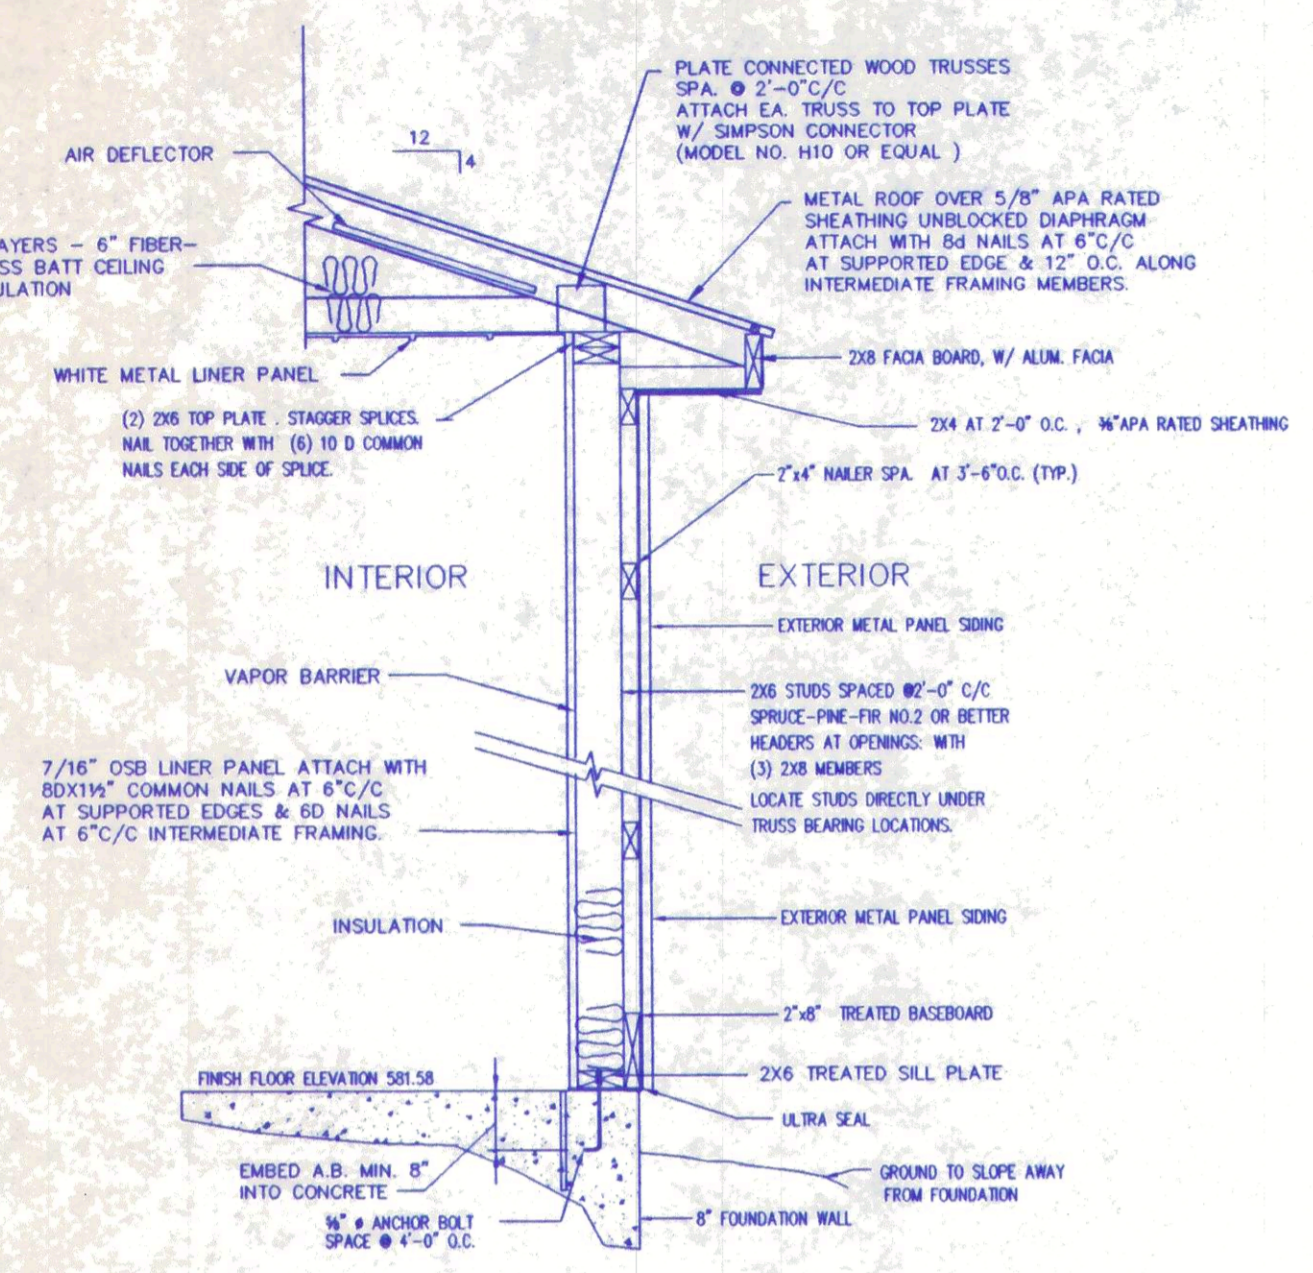 PLATE CONNECTED WOOD TRUSSES
SPA. @ 2'-0"C/C
ATTACH EA. TRUSS TO TOP PLATE
W/ SIMPSON CONNECTOR
(MODEL NO. H10 OR EQUAL )
12
4
AIR DEFLECTOR
METAL ROOF OVER 5/8" APA RATED
SHEATHING UNBLOCKED DIAPHRAGM
ATTACH WITH 8d NAILS AT 6"C/C
AT SUPPORTED EDGE & 12" O.C. ALONG
INTERMEDIATE FRAMING MEMBERS.
AYERS - 6" FIBER-
SS BATT CEILING
ULATION
WHITE METAL LINER PANEL
2X8 FACIA BOARD, W/ ALUM. FACIA
(2) 2X6 TOP PLATE . STAGGER SPLICES.
NAIL TOGETHER WITH (6) 10 D COMMON
NAILS EACH SIDE OF SPLICE.
2X4 AT 2'-0" O.C. , APA RATED SHEATHING
2"x4" NAILER SPA. AT 3'-6"O.C. (TYP.)
INTERIOR
EXTERIOR
EXTERIOR METAL PANEL SIDING
VAPOR BARRIER
2X6 STUDS SPACED @2'-0" C/C
SPRUCE-PINE-FIR NO.2 OR BETTER
HEADERS AT OPENINGS: WITH
(3) 2X8 MEMBERS
LOCATE STUDS DIRECTLY UNDER
TRUSS BEARING LOCATIONS.
7/16" OSB LINER PANEL ATTACH WITH
8DX1½" COMMON NAILS AT 6"C/C
AT SUPPORTED EDGES & 6D NAILS
AT 6"C/C INTERMEDIATE FRAMING.
INSULATION
EXTERIOR METAL PANEL SIDING
2"x8" TREATED BASEBOARD
2X6 TREATED SILL PLATE
FINISH FLOOR ELEVATION 581.58
ULTRA SEAL
EMBED A.B. MIN. 8"
INTO CONCRETE
GROUND TO SLOPE AWAY
FROM FOUNDATION
ø ANCHOR BOLT
SPACE @ 4'-0" O.C.
8" FOUNDATION WALL